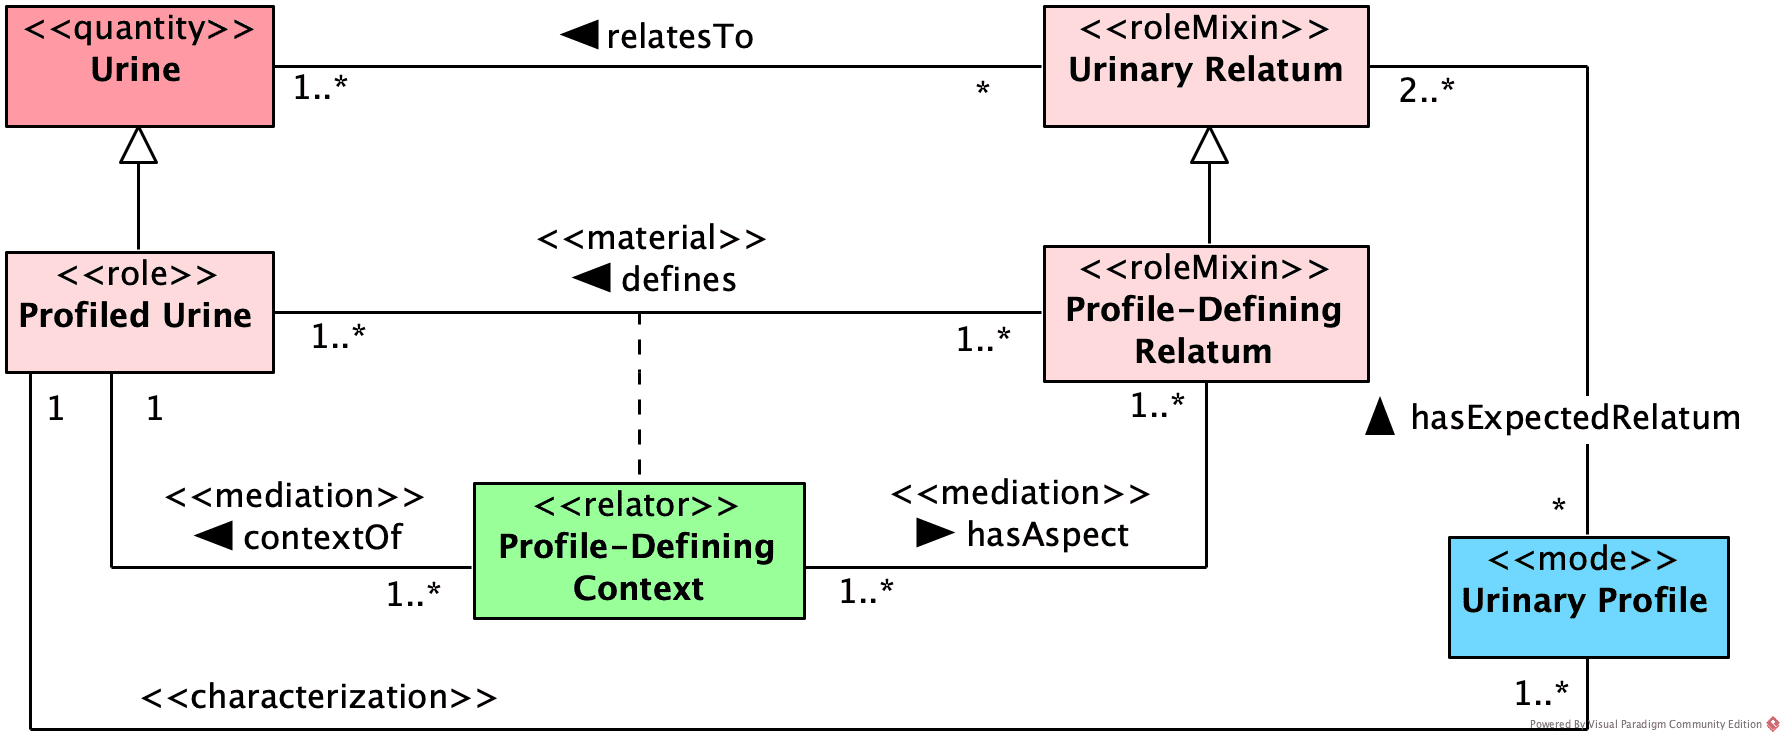 <<quantity>>
Urine
◀ relatesTo
1..*
*
<<roleMixin>>
Urinary Relatum
2..*
<<role>>
Profiled Urine
<<material>>
◀ defines
1..*
1..*
<<roleMixin>>
Profile-Defining
Relatum
1
1
1..*
▲ hasExpectedRelatum
<<mediation>>
◀ contextOf
1..*
<<relator>>
Profile-Defining
Context
<<mediation>>
▶ hasAspect
1..*
*
<<mode>>
Urinary Profile
<<characterization>>
1..*
Powered By Visual Paradigm Community Edition